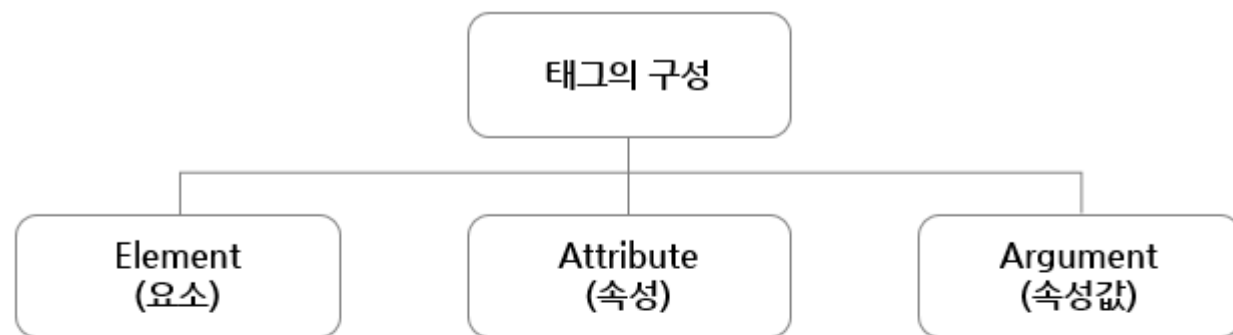 태그의 구성
Element
(요소)
Attribute
(속성)
Argument
(속성값)